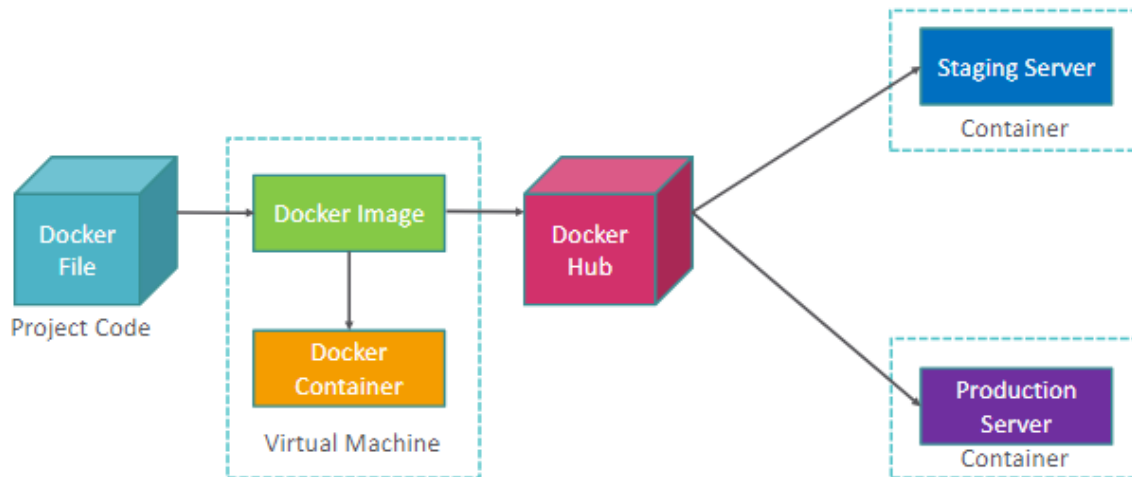 Docker
File
Project Code
Docker Image
Docker
Container
Virtual Machine
Docker
Hub
Staging Server
Container
Production
Server
Container